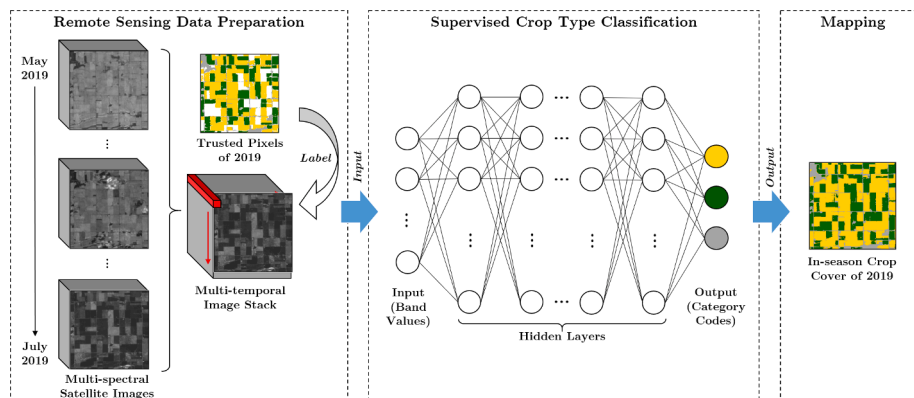 Remote Sensing Data Preparation
May
2019
July
2019
Multi-spectral
Satellite Images
Trusted Pixels
of 2019
Label
Multi-temporal
Image Stack
Input
Supervised Crop Type Classification
Input
(Band
Values)
Hidden Layers
Output
(Category
Codes)
Output
Mapping
In-season Crop
Cover of 2019